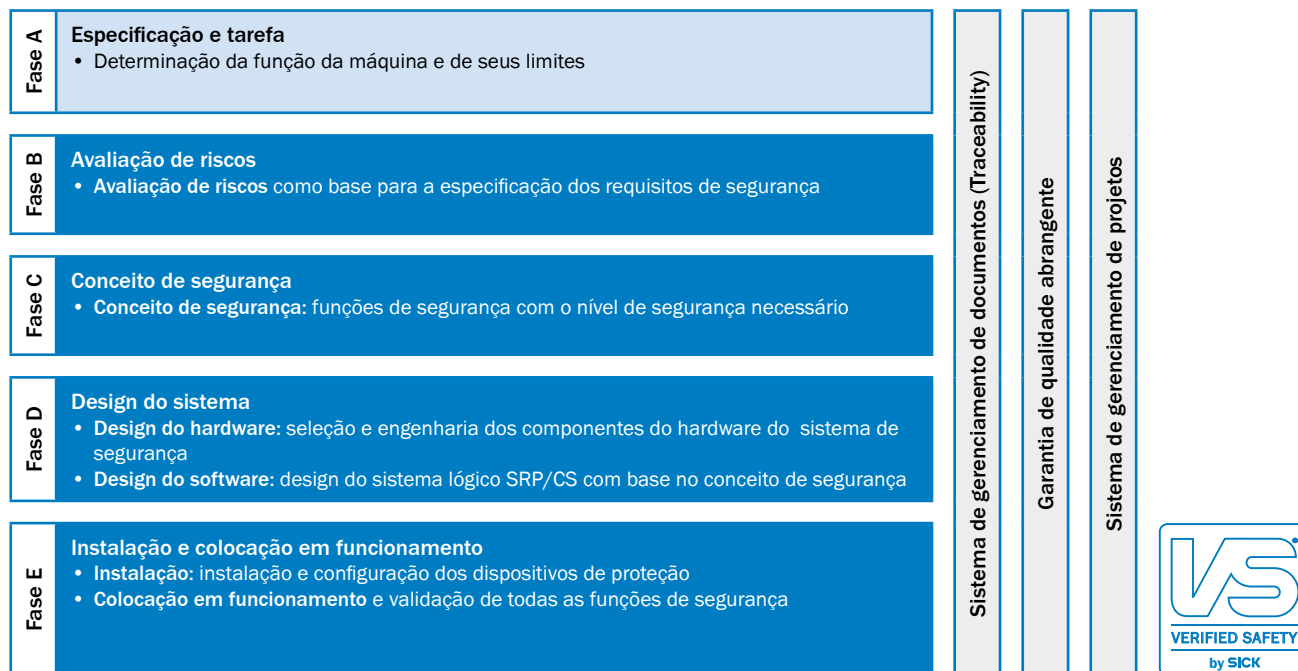 Fase A
Especificação e tarefa
• Determinação da função da máquina e de seus limites
Fase B
Avaliação de riscos
• Avaliação de riscos como base para a especificação dos requisitos de segurança
Fase C
Conceito de segurança
• Conceito de segurança: funções de segurança com o nível de segurança necessário
Fase D
Design do sistema
• Design do hardware: seleção e engenharia dos componentes do hardware do sistema de
segurança
• Design do software: design do sistema lógico SRP/CS com base no conceito de segurança
Fase E
Instalação e colocação em funcionamento
• Instalação: instalação e configuração dos dispositivos de proteção
• Colocação em funcionamento e validação de todas as funções de segurança
Sistema de gerenciamento de documentos (Traceability)
Garantia de qualidade abrangente
Sistema de gerenciamento de projetos
VS
VERIFIED SAFETY
by SICK